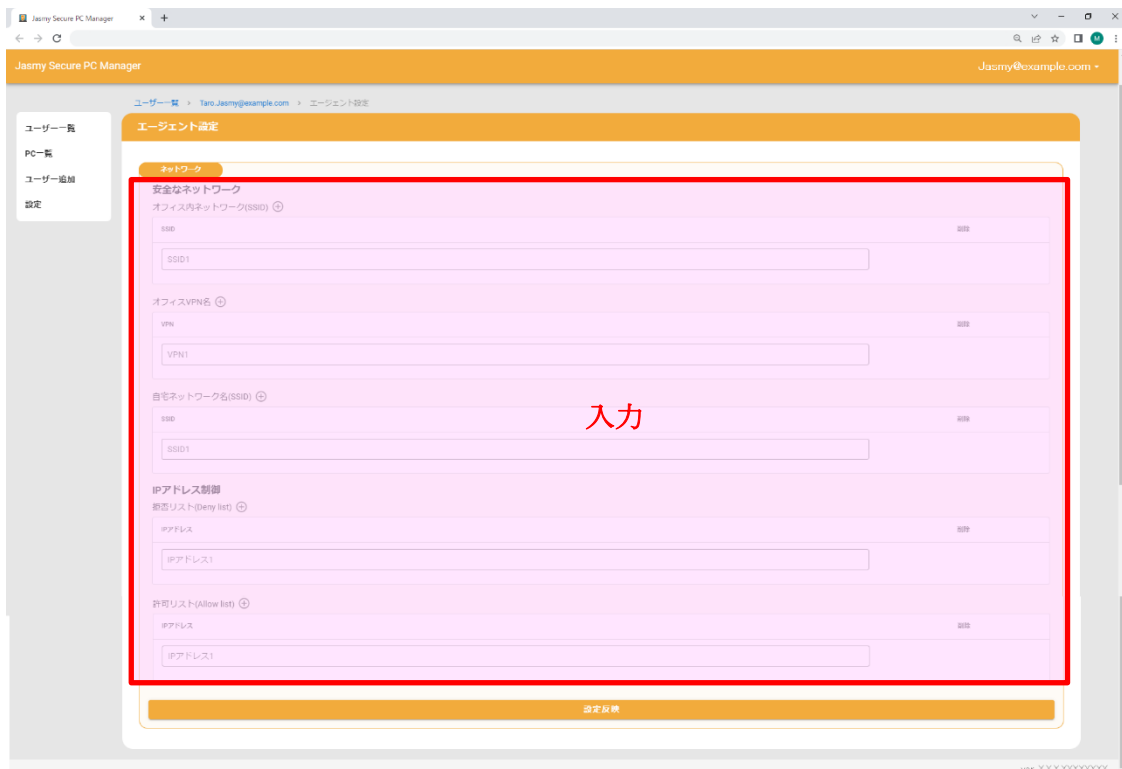 Jasmy Secure PC Manager
M
Jasmy Secure PC Manager
Jasmy@example.com
ユーザー一覧 > Taro.Jasmy@example.com > エージェント設定
ユーザー一覧
PC一覧
ユーザー追加
設定
エージェント設定
ネットワーク
安全なネットワーク
オフィス内ネットワーク(SSID)
SSID 削除
SSID1
オフィスVPN名
VPN 削除
VPN1
自宅ネットワーク名(SSID)
SSID 削除
SSID1
入力
IPアドレス制御
拒否リスト(Deny list)
IPアドレス 削除
IPアドレス1
許可リスト(Allow list)
IPアドレス 削除
IPアドレス1
設定反映